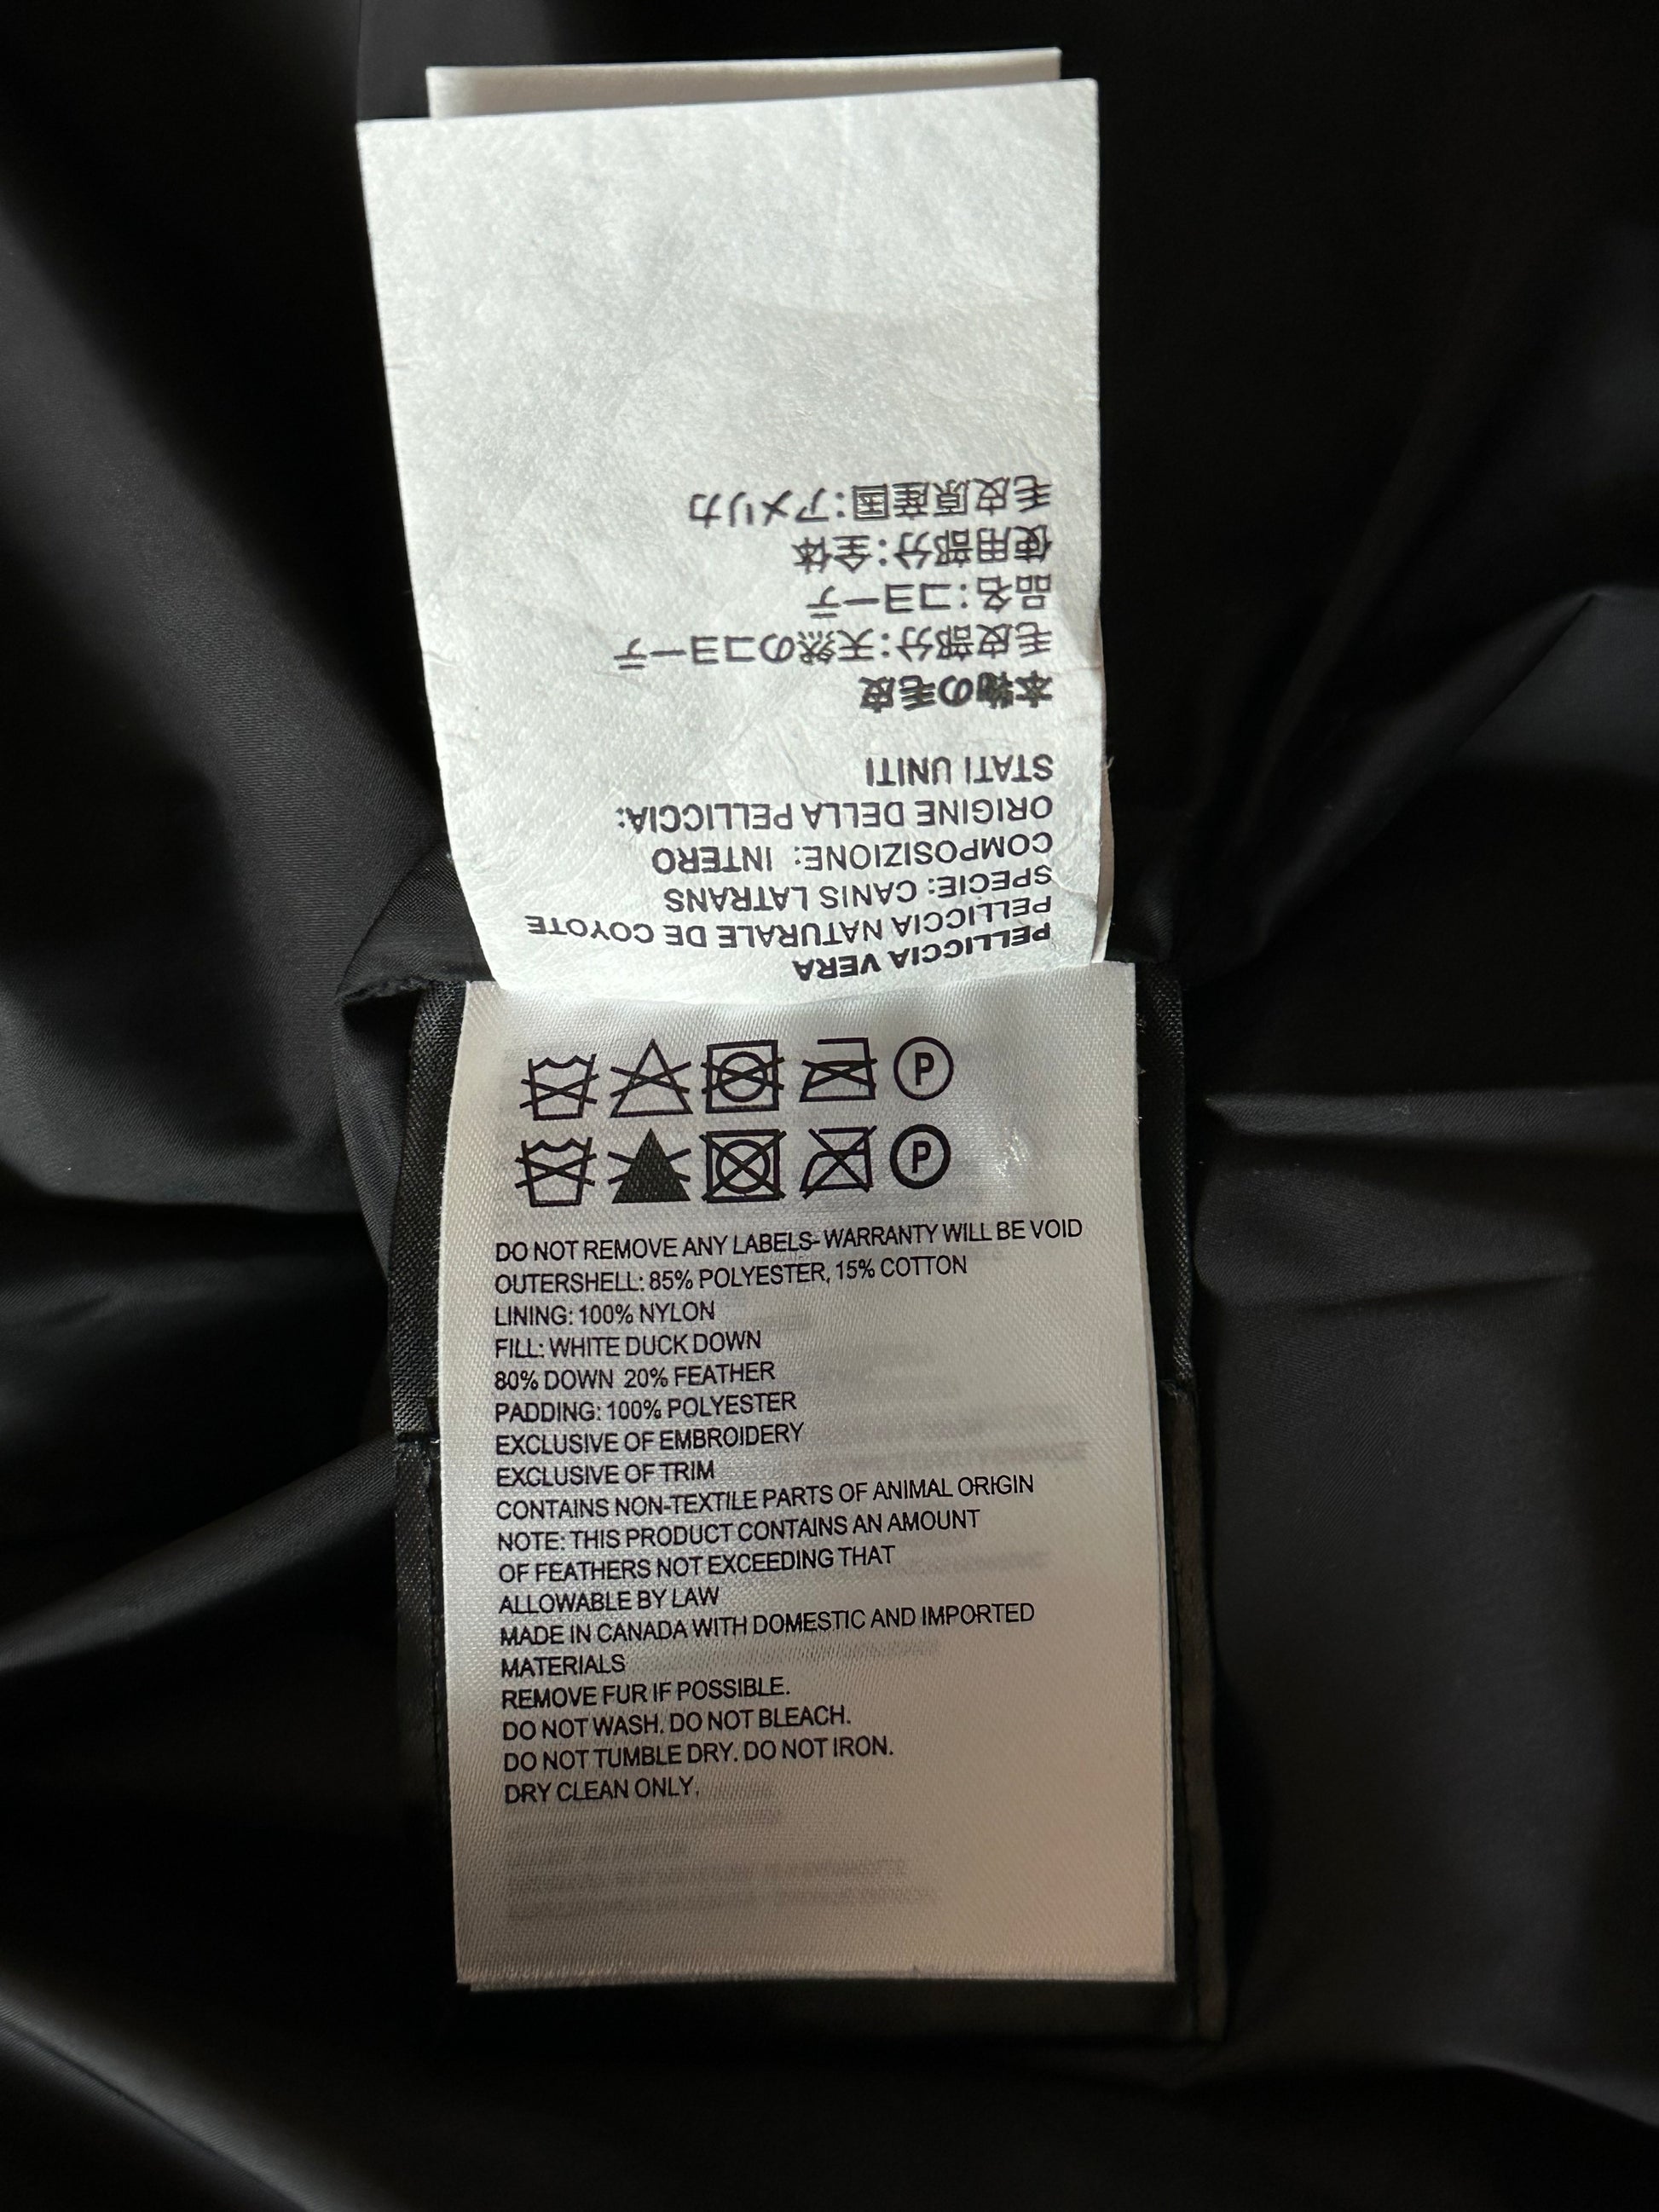 PELLICCIA VERA
PELLICCIA NATURALE DE COYOTE
SPECIE: CANIS LATRANS
COMPOSIZIONE: INTERO
ORIGINE DELLA PELLICCIA:
STATI UNITI
本物の毛皮
毛皮部分:天然のコヨーテ
品名:コヨーテ
使用部分:全体
毛皮原産国:アメリカ
P
P
DO NOT REMOVE ANY LABELS-WARRANTY WILL BE VOID
OUTERSHELL: 85% POLYESTER, 15% COTTON
LINING: 100% NYLON
FILL: WHITE DUCK DOWN
80% DOWN 20% FEATHER
PADDING: 100% POLYESTER
EXCLUSIVE OF EMBROIDERY
EXCLUSIVE OF TRIM
CONTAINS NON-TEXTILE PARTS OF ANIMAL ORIGIN
NOTE: THIS PRODUCT CONTAINS AN AMOUNT
OF FEATHERS NOT EXCEEDING THAT
ALLOWABLE BY LAW
MADE IN CANADA WITH DOMESTIC AND IMPORTED
MATERIALS
REMOVE FUR IF POSSIBLE.
DO NOT WASH. DO NOT BLEACH.
DO NOT TUMBLE DRY. DO NOT IRON.
DRY CLEAN ONLY.